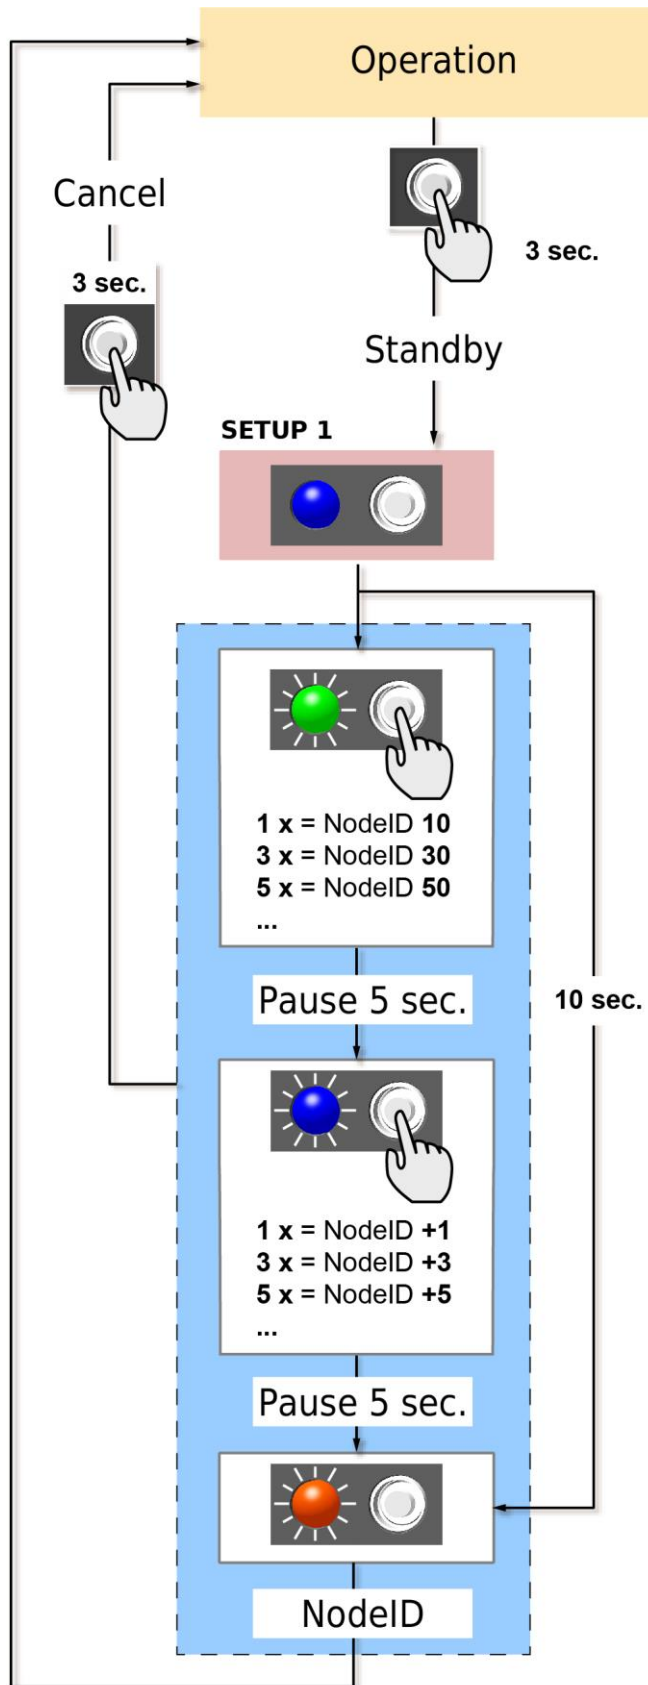 Operation
Cancel
3 sec.
3 sec.
Standby
SETUP 1
1 x = NodeID 10
3 x = NodeID 30
5 x = NodeID 50
...
Pause 5 sec.
10 sec.
1 x = NodeID +1
3 x = NodeID +3
5 x = NodeID +5
...
Pause 5 sec.
NodeID